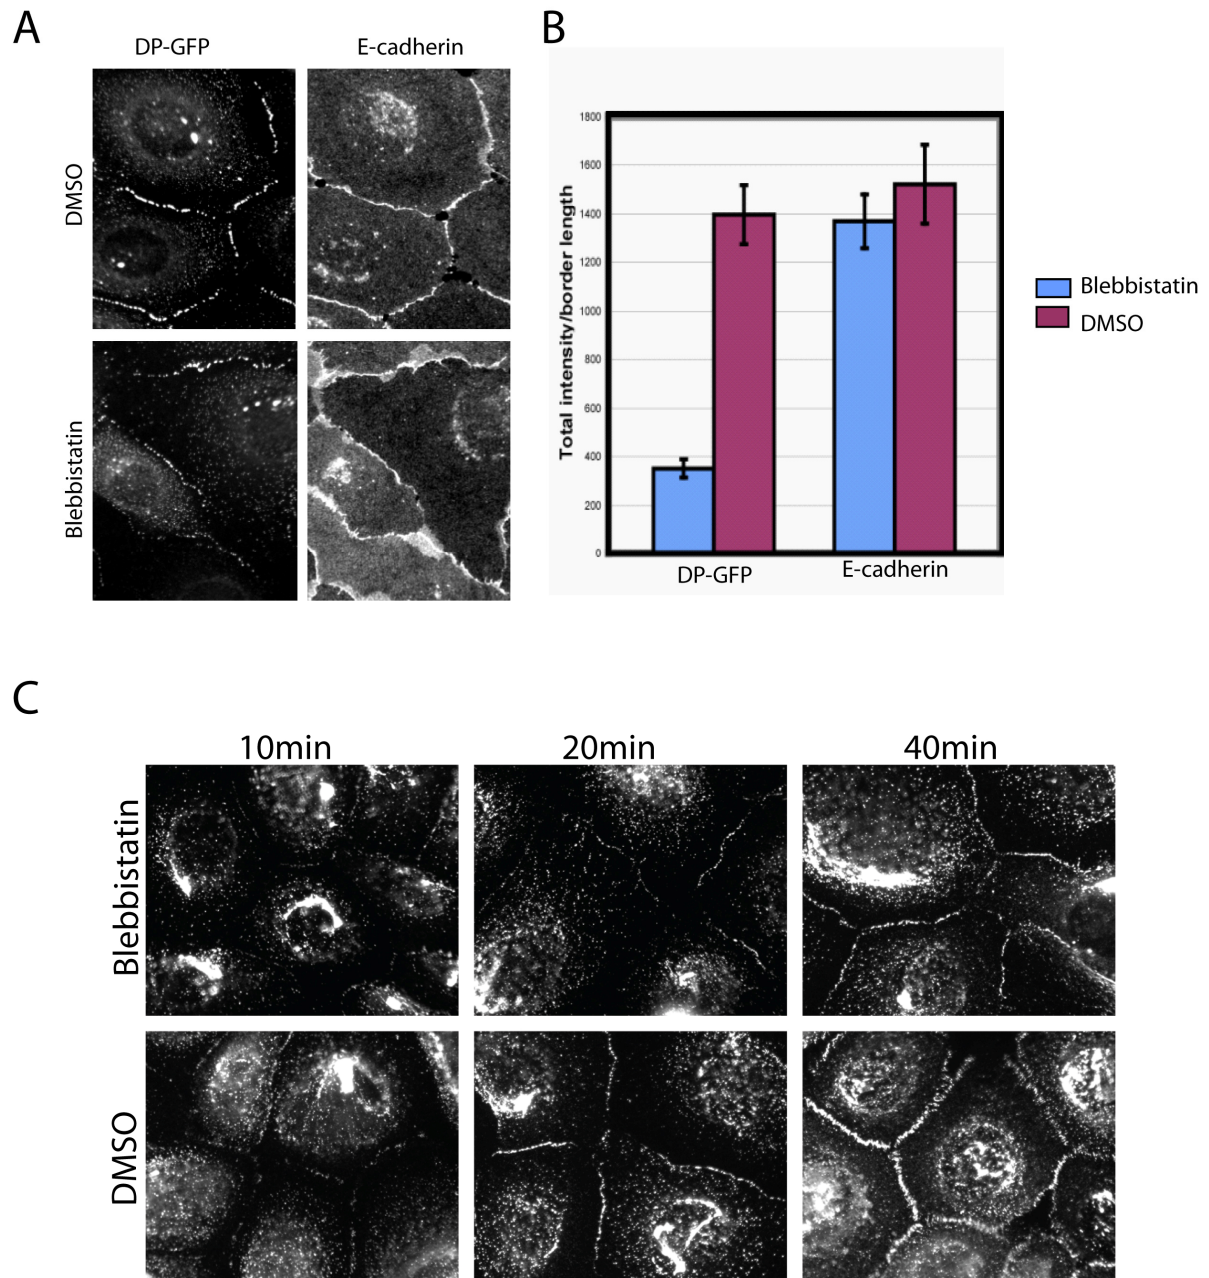 A
DP-GFP
E-cadherin
DMSO
Blebbistatin
B
Total intensity/border length
1800
1600
1400
1200
1000
800
600
400
200
0
DP-GFP
E-cadherin
Blebbistatin
DMSO
C
10min
20min
40min
Blebbistatin
DMSO